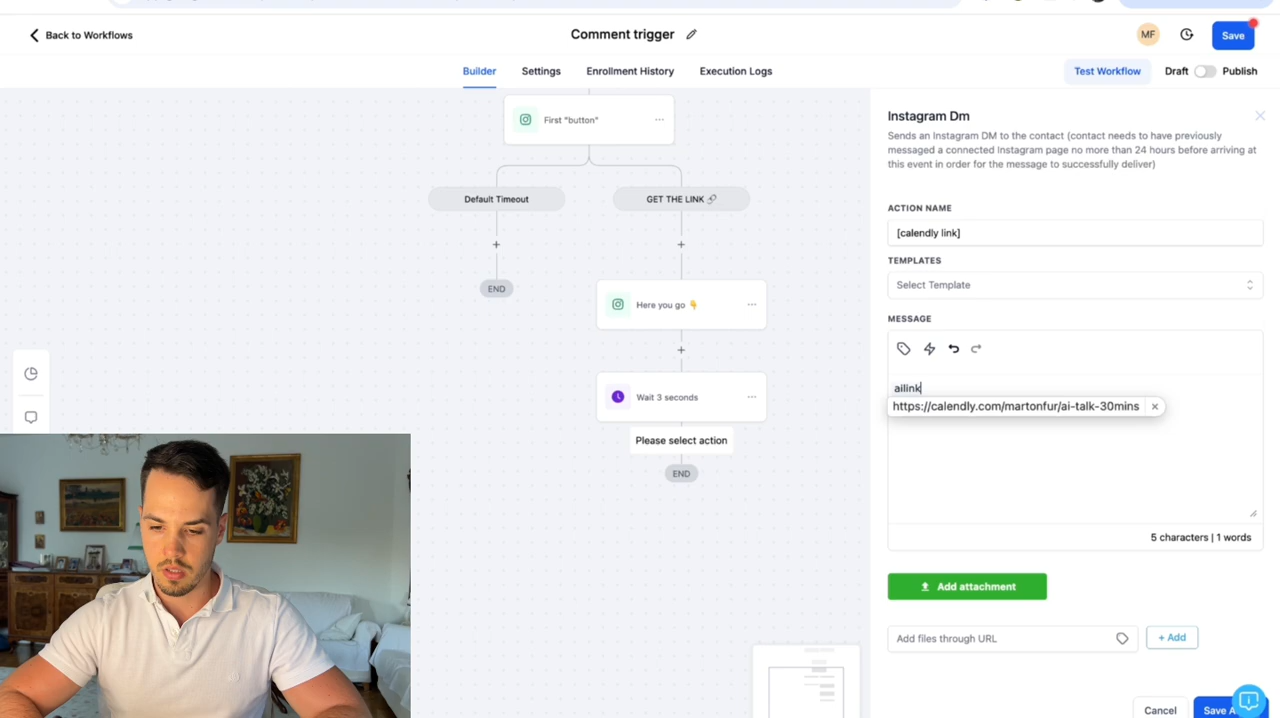 Back to Workflows
Comment trigger
MF
Save
Builder
Settings
Enrollment History
Execution Logs
Test Workflow
Draft
Publish
First "button"
Default Timeout
GET THE LINK 🔗
END
Here you go 👇
Wait 3 seconds
Please select action
END
Instagram Dm
Sends an Instagram DM to the contact (contact needs to have previously
messaged a connected Instagram page no more than 24 hours before arriving at
this event in order for the message to successfully deliver)
ACTION NAME
[calendly link]
TEMPLATES
Select Template
MESSAGE
ailink
https://calendly.com/martonfur/ai-talk-30mins
5 characters | 1 words
Add attachment
Add files through URL
+ Add
Cancel
Save